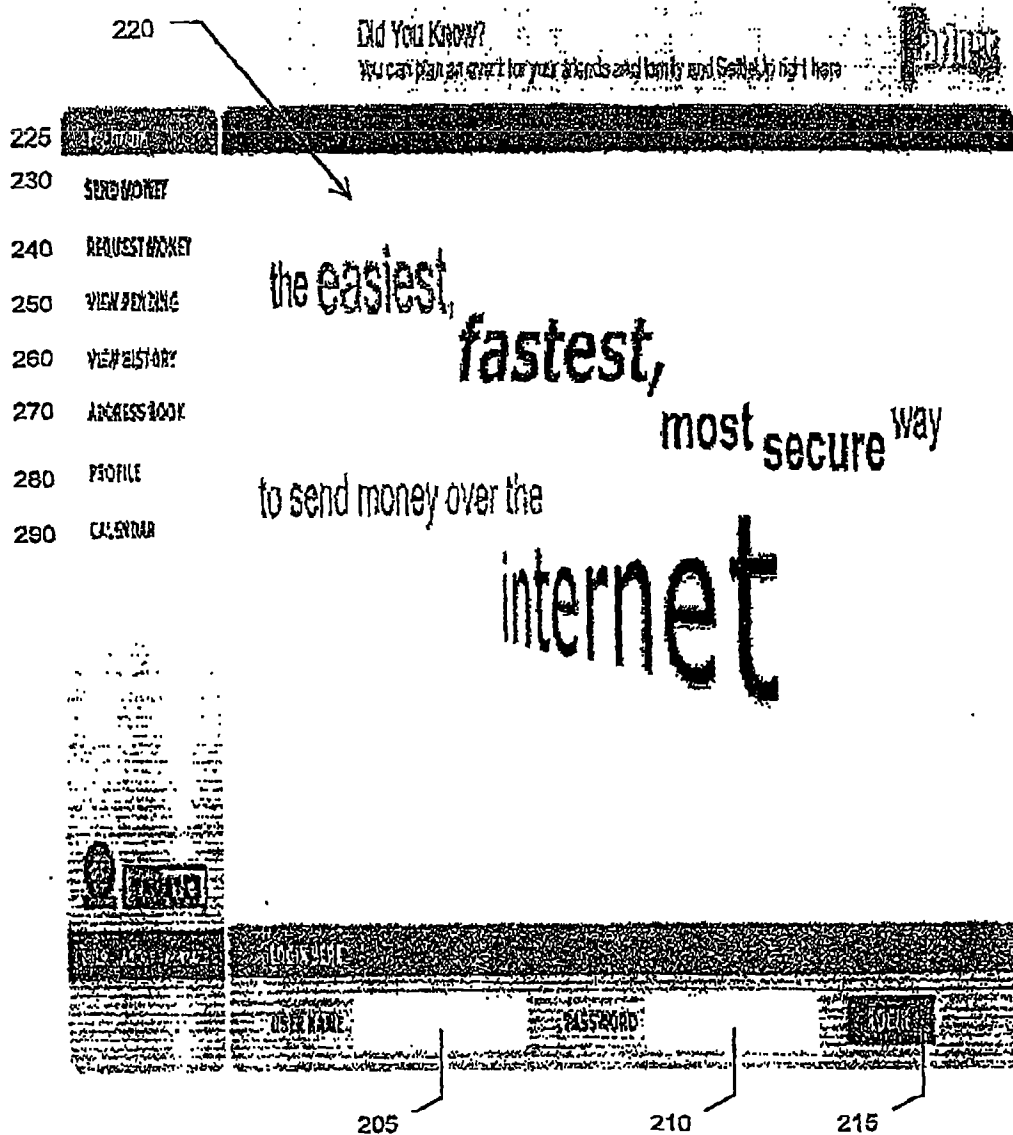 220
Did You Know?
You can plan an event for your friends and family and Settle Up right here
225
230 SEND MONEY
240 REQUEST MONEY
250 VIEW PENDING
260 VIEW HISTORY
270 ADDRESS BOOK
280 PROFILE
290 CALENDAR
the easiest,
fastest,
most secure way
to send money over the
internet
USER NAME PASSWORD
205 210 215